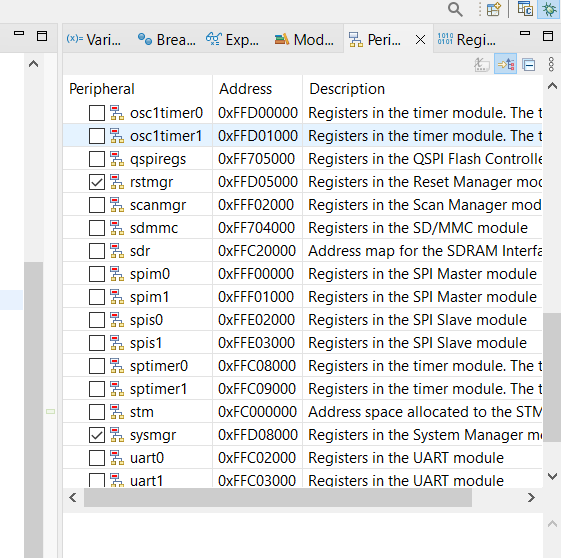 (x)= Vari... Brea... Exp... Mod... Peri... 1010 0101 Regi...
Peripheral Address Description
osc1timer0 0xFFD00000 Registers in the timer module. The t
osc1timer1 0xFFD01000 Registers in the timer module. The t
qspiregs 0xFF705000 Registers in the QSPI Flash Controlle
rstmgr 0xFFD05000 Registers in the Reset Manager mod
scanmgr 0xFFF02000 Registers in the Scan Manager mod
sdmmc 0xFF704000 Registers in the SD/MMC module
sdr 0xFFC20000 Address map for the SDRAM Interfa
spim0 0xFFF00000 Registers in the SPI Master module
spim1 0xFFF01000 Registers in the SPI Master module
spis0 0xFFE02000 Registers in the SPI Slave module
spis1 0xFFE03000 Registers in the SPI Slave module
sptimer0 0xFFC08000 Registers in the timer module. The t
sptimer1 0xFFC09000 Registers in the timer module. The t
stm 0xFC000000 Address space allocated to the STM
sysmgr 0xFFD08000 Registers in the System Manager mo
uart0 0xFFC02000 Registers in the UART module
uart1 0xFFC03000 Registers in the UART module